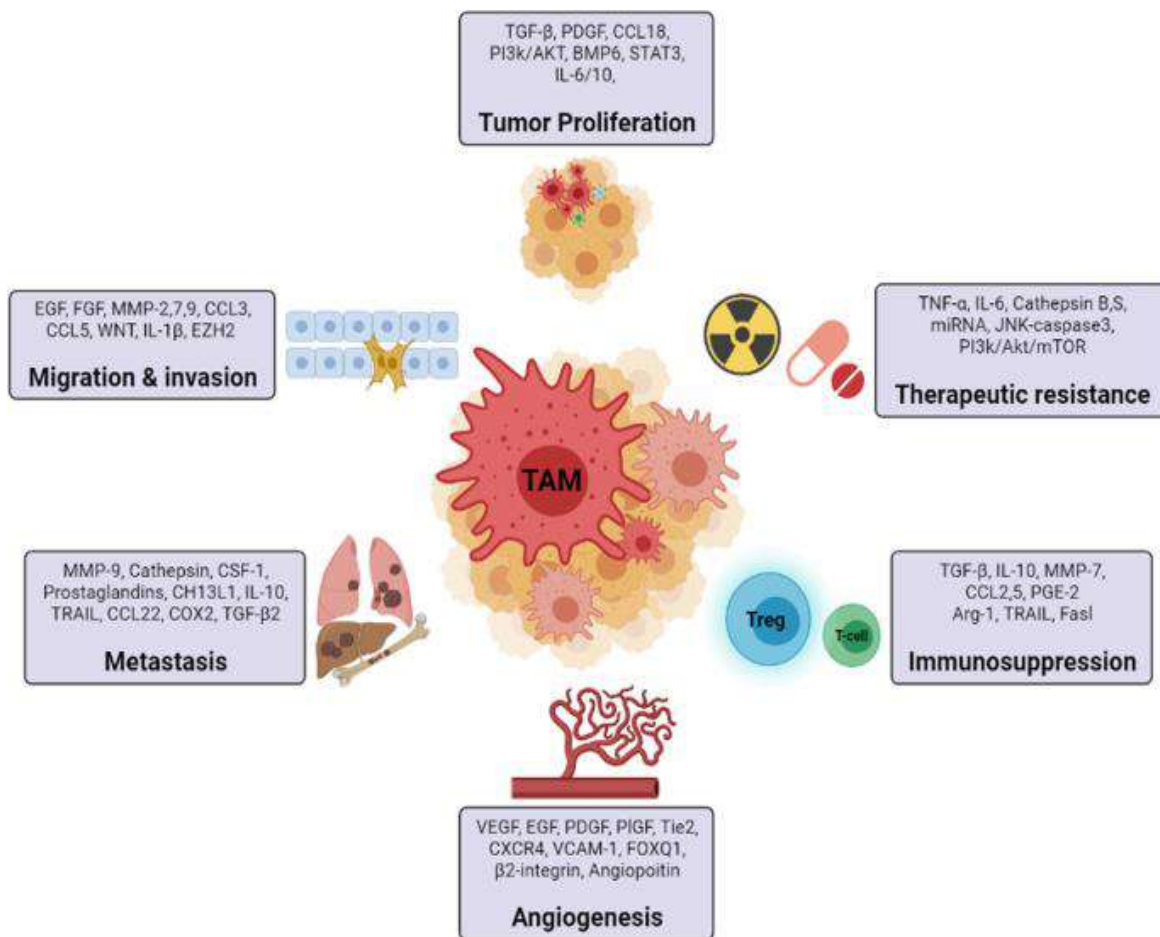 TGF-β, PDGF, CCL18,
PI3k/AKT, BMP6, STAT3,
IL-6/10,
Tumor Proliferation
EGF, FGF, MMP-2,7,9, CCL3,
CCL5, WNT, IL-1β, EZH2
Migration & invasion
TNF-α, IL-6, Cathepsin B,S,
miRNA, JNK-caspase3,
PI3k/Akt/mTOR
Therapeutic resistance
TAM
MMP-9, Cathepsin, CSF-1,
Prostaglandins, CH13L1, IL-10,
TRAIL, CCL22, COX2, TGF-β2
Metastasis
Treg
T-cell
TGF-β, IL-10, MMP-7,
CCL2,5, PGE-2
Arg-1, TRAIL, Fasl
Immunosuppression
VEGF, EGF, PDGF, PlGF, Tie2,
CXCR4, VCAM-1, FOXQ1,
β2-integrin, Angiopoitin
Angiogenesis